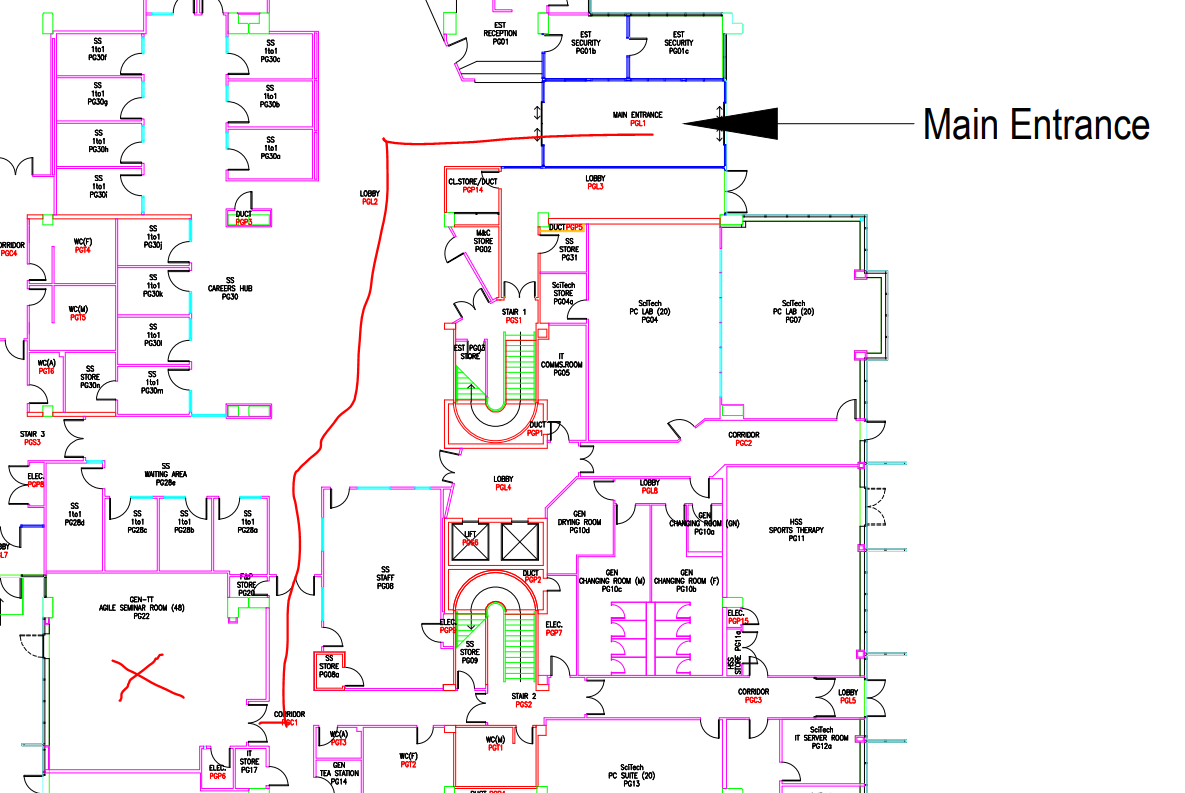 EST
RECEPTION
PG01
EST
SECURITY
PG01b
EST
SECURITY
PG01c
SS
1to1
PG30f
SS
1to1
PG30c
SS
1to1
PG30g
SS
1to1
PG30b
SS
1to1
PG30h
SS
1to1
PG30a
SS
1to1
PG30i
MAIN ENTRANCE
PGL1
Main Entrance
CL.STORE/DUCT
PGP14
LOBBY
PGL3
LOBBY
PGL2
DUCT
PGP3
CORRIDOR
PGC4
WC(F)
PGT4
SS
1to1
PG30j
M&C
STORE
PG02
DUCT PGP5
SS
STORE
PG31
SS
CAREERS HUB
PG30
SS
1to1
PG30k
SciTech
STORE
PG04a
SciTech
PC LAB (20)
PG04
SciTech
PC LAB (20)
PG07
WC(M)
PGT5
STAIR 1
PGS1
SS
1to1
PG30l
EST PG03
STORE
IT
COMMS.ROOM
PG05
WC(A)
PGT6
SS
STORE
PG30n
SS
1to1
PG30m
DUCT
PGP1
STAIR 3
PGS3
CORRIDOR
PGC2
SS
WAITING AREA
PG28e
ELEC.
PGP8
LOBBY
PGL4
LOBBY
PGL8
SS
1to1
PG28d
SS
1to1
PG28c
SS
1to1
PG28b
SS
1to1
PG28a
GEN
DRYING ROOM
PG10d
GEN
CHANGING ROOM (GN)
PG10a
HSS
SPORTS THERAPY
PG11
LIFT
PGS6
SS
STAFF
PG08
DUCT
PGP2
GEN
CHANGING ROOM (M)
PG10c
GEN
CHANGING ROOM (F)
PG10b
STORE
PG20
GEN-TT
AGILE SEMINAR ROOM (48)
PG22
ELEC.
PGP7
ELEC.
PGP15
SS
STORE
PG09
SS
STORE
PG08a
HSS
STORE PG11a
STAIR 2
PGS2
CORRIDOR
PGC3
LOBBY
PGL5
CORRIDOR
PGC1
WC(A)
PGT3
WC(M)
PGT1
SciTech
IT SERVER ROOM
PG12a
WC(F)
PGT2
IT
STORE
PG17
ELEC.
PGP6
GEN
TEA STATION
PG14
SciTech
PC SUITE (20)
PG13